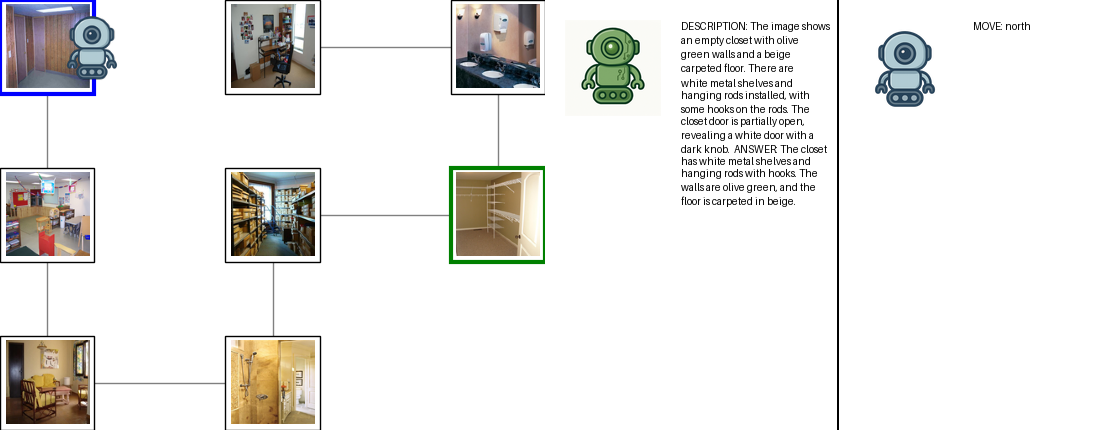 DESCRIPTION: The image shows
an empty closet with olive
green walls and a beige
carpeted floor. There are
white metal shelves and
hanging rods installed, with
some hooks on the rods. The
closet door is partially open,
revealing a white door with a
dark knob.  ANSWER: The closet
has white metal shelves and
hanging rods with hooks. The
walls are olive green, and the
floor is carpeted in beige.
MOVE: north